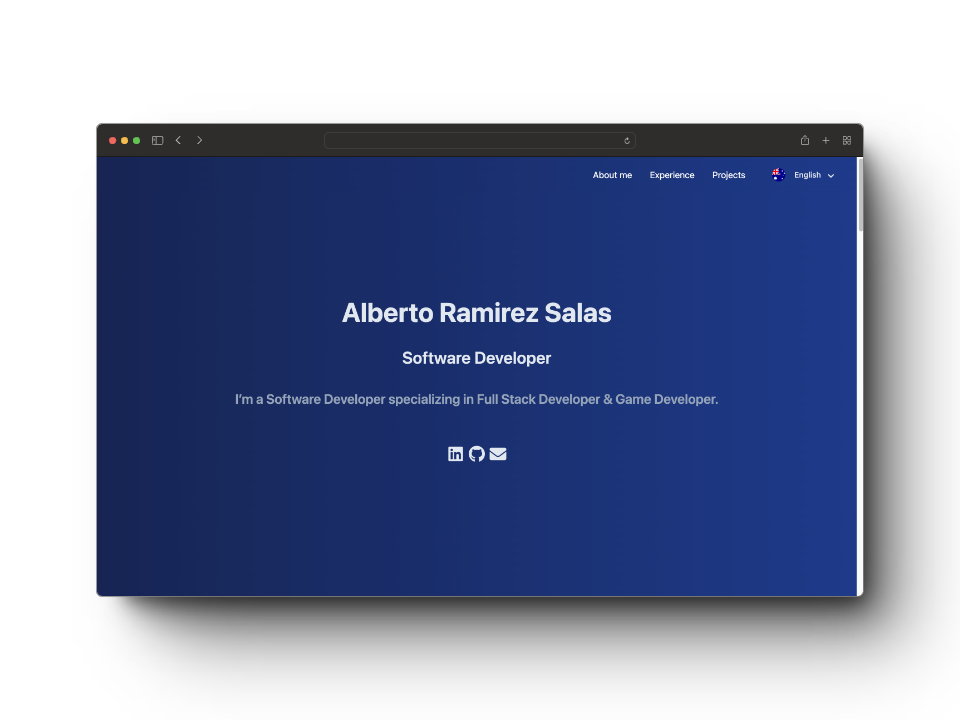 About me Experience Projects English
Alberto Ramirez Salas
Software Developer
I'm a Software Developer specializing in Full Stack Developer & Game Developer.
in